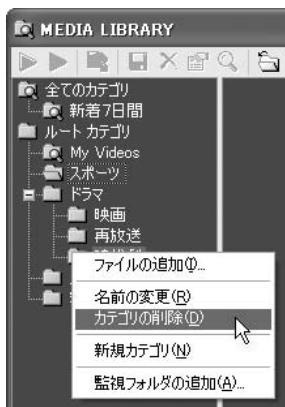 MEDIA LIBRARY
全てのカテゴリ
新着7日間
ルート カテゴリ
My Videos
スポーツ
ドラマ
映画
再放送
ファイルの追加(I)...
名前の変更(R)
カテゴリの削除(D)
新規カテゴリ(N)
監視フォルダの追加(A)...